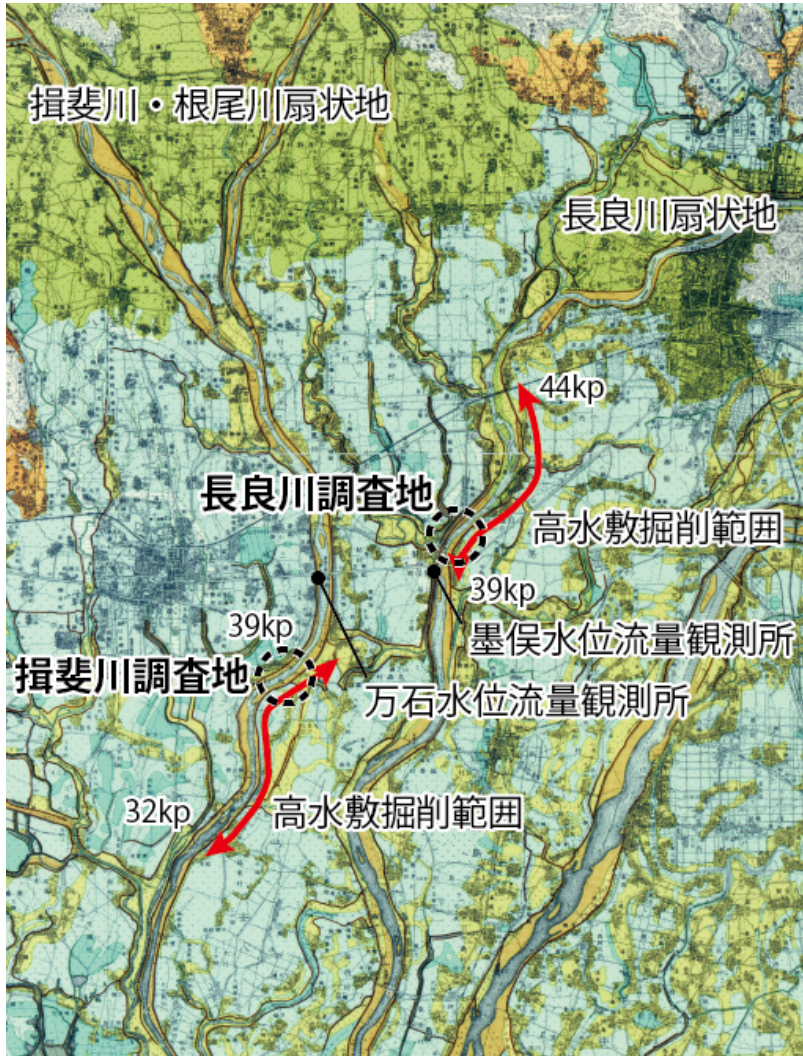 揖斐川・根尾川扇状地
長良川扇状地
44kp
長良川調査地
高水敷掘削範囲
39kp
39kp
墨俣水位流量観測所
揖斐川調査地
万石水位流量観測所
32kp
高水敷掘削範囲